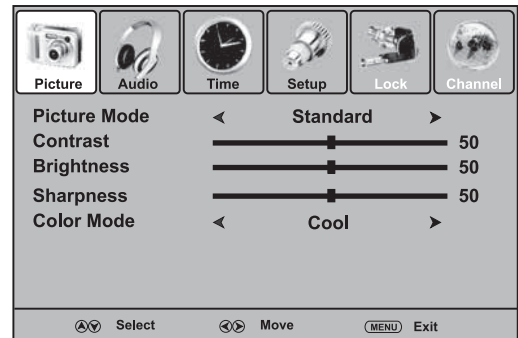 Picture Audio Time Setup Lock Channel
Picture Mode Standard
Contrast 50
Brightness 50
Sharpness 50
Color Mode Cool
Select Move MENU Exit